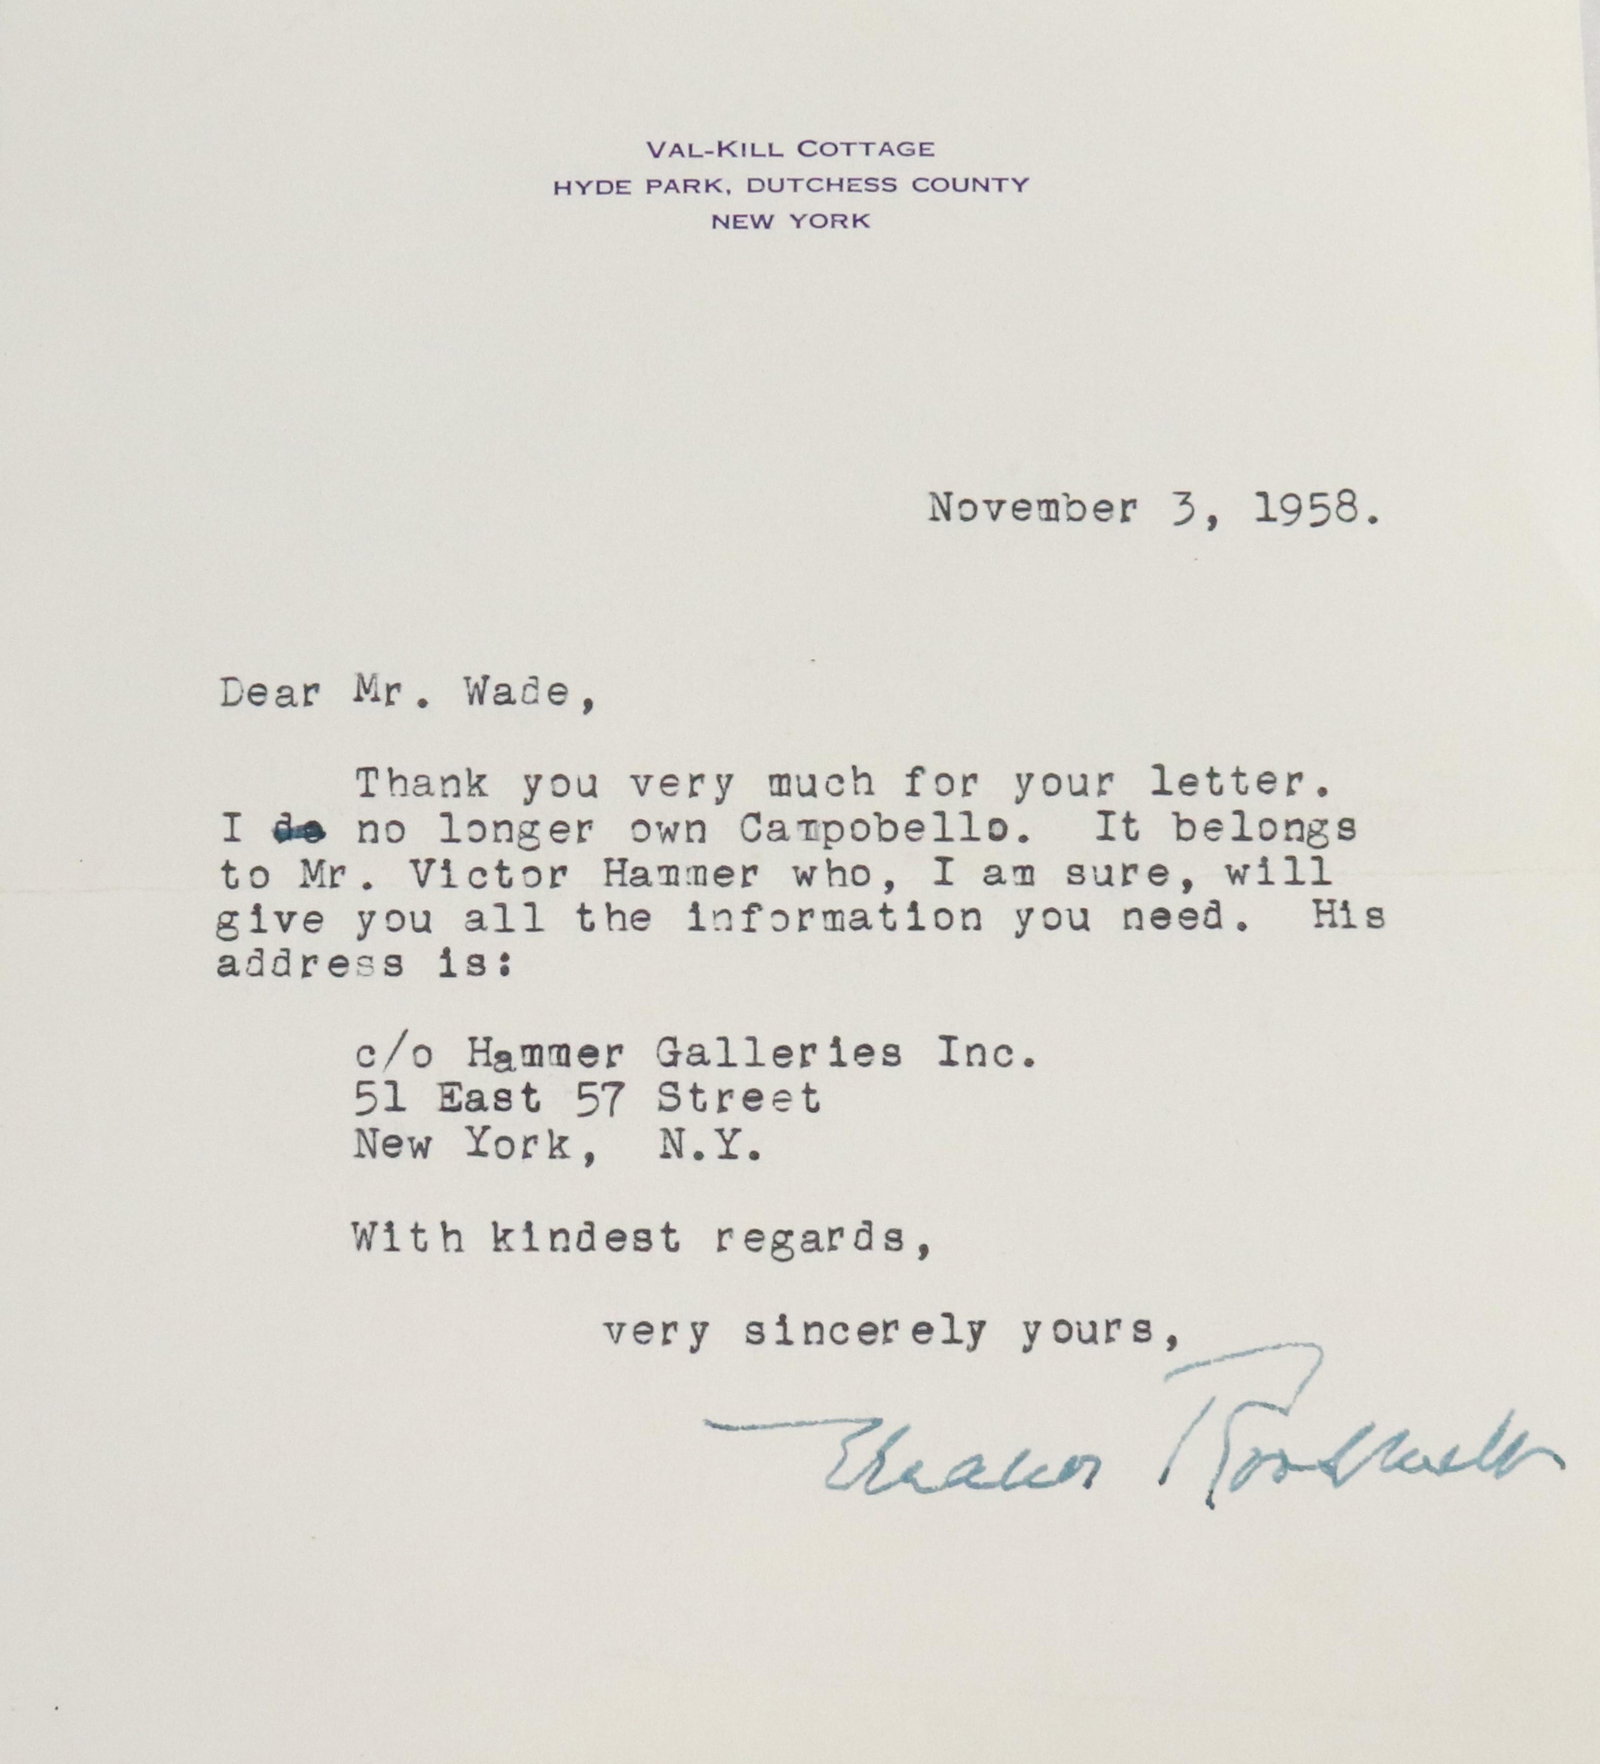 VAL-KILL COTTAGE
HYDE PARK, DUTCHESS COUNTY
NEW YORK
November 3, 1958.
Dear Mr. Wade,
Thank you very much for your letter.
I do no longer own Campobello. It belongs
to Mr. Victor Hammer who, I am sure, will
give you all the information you need. His
address is:
c/o Hammer Galleries Inc.
51 East 57 Street
New York, N.Y.
With kindest regards,
very sincerely yours,
Eleanor Roosevelt